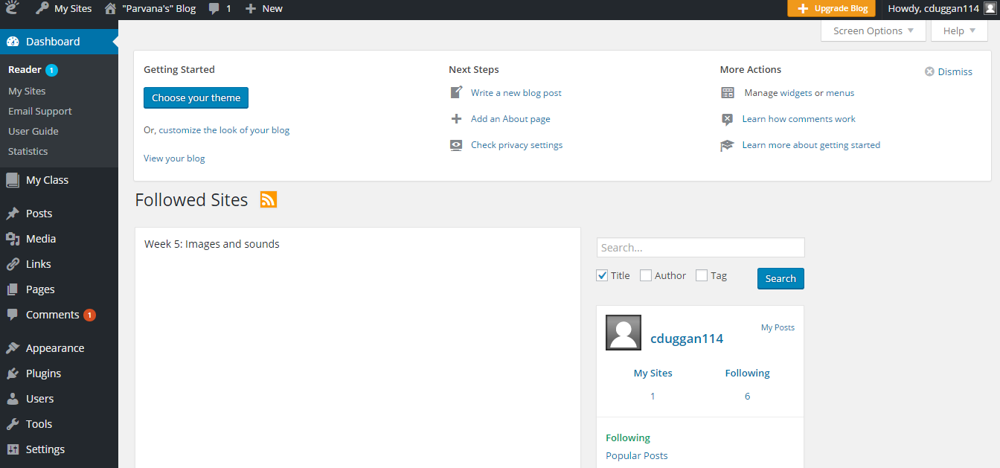 My Sites "Parvana's" Blog 1 New Upgrade Blog Howdy, cduggan114
Screen Options Help
Dashboard
Reader 1
My Sites
Email Support
User Guide
Statistics
My Class
Posts
Media
Links
Pages
Comments 1
Appearance
Plugins
Users
Tools
Settings
Getting Started
Choose your theme
Or, customize the look of your blog
View your blog
Next Steps
Write a new blog post
Add an About page
Check privacy settings
More Actions
Manage widgets or menus
Learn how comments work
Learn more about getting started
Dismiss
Followed Sites
Week 5: Images and sounds
Search...
Title Author Tag Search
My Posts
cduggan114
My Sites Following
1 6
Following
Popular Posts